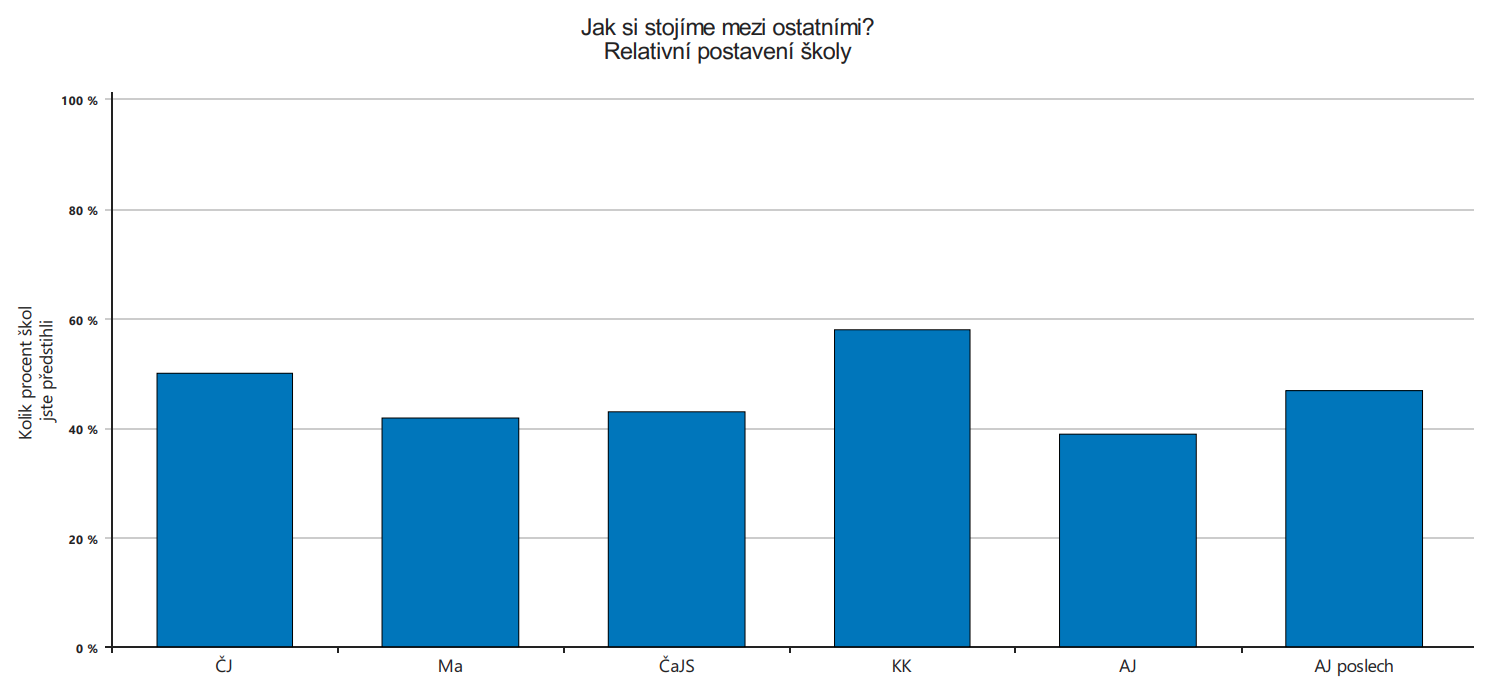 Jak si stojíme mezi ostatními?
Relativní postavení školy
Kolik procent škol
jste předstihli
100 %
80 %
60 %
40 %
20 %
0 %
ČJ
Ma
ČaJS
KK
AJ
AJ poslech